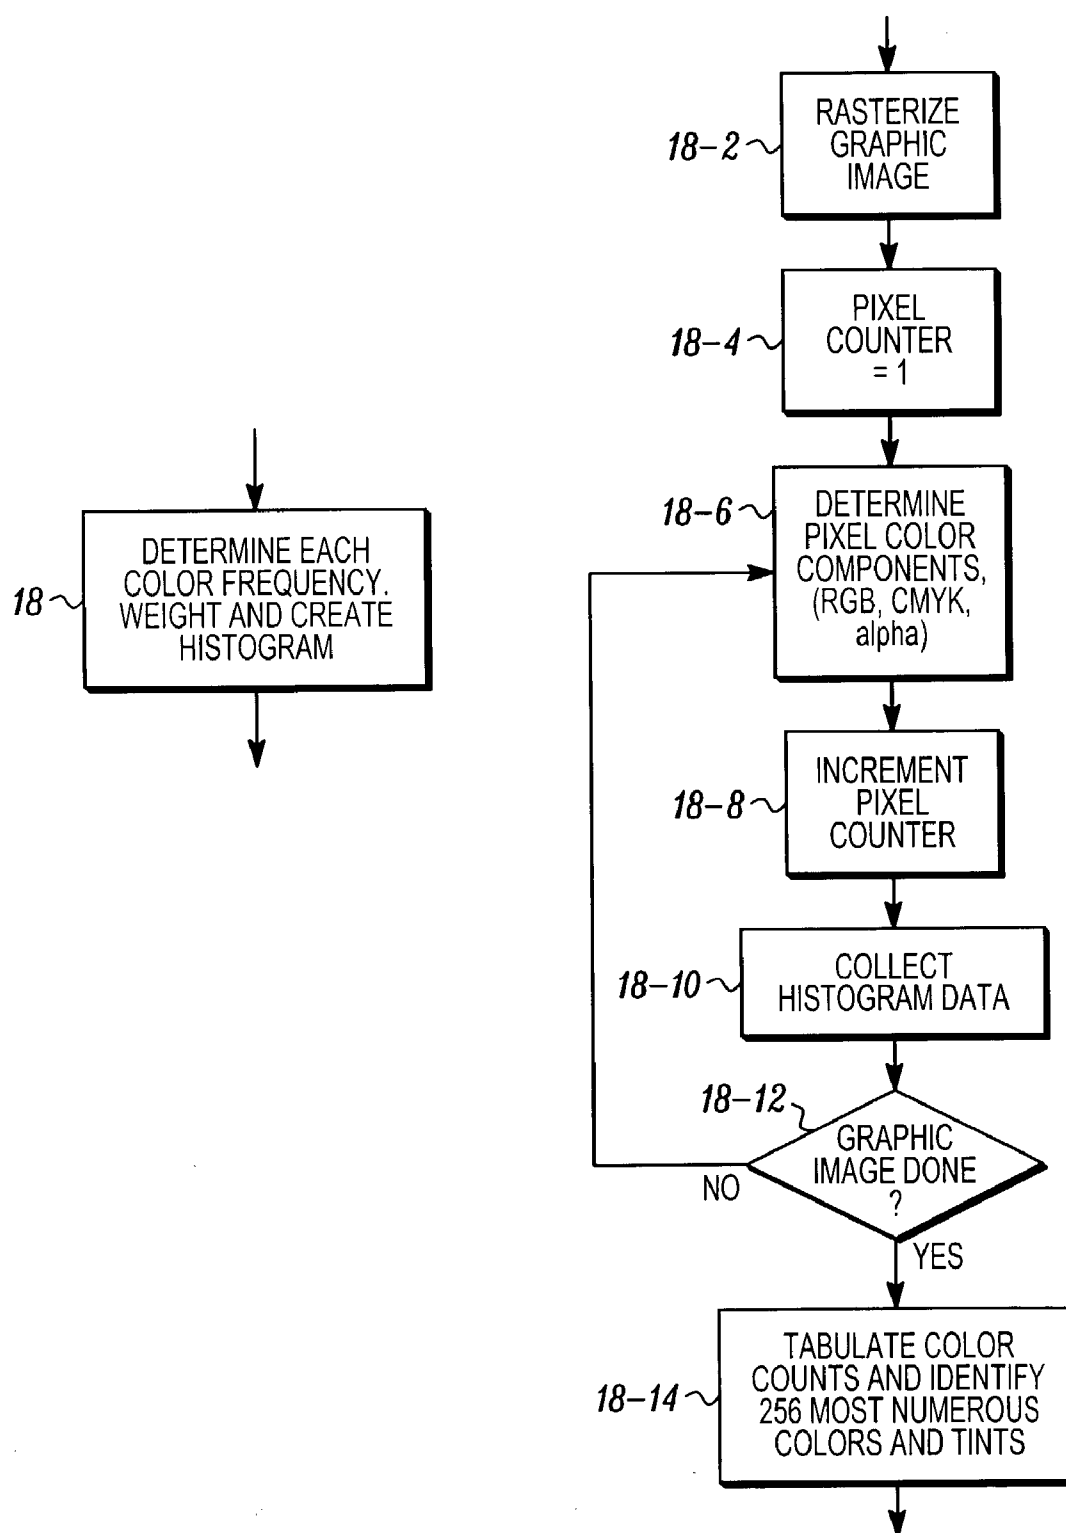 18
DETERMINE EACH
COLOR FREQUENCY.
WEIGHT AND CREATE
HISTOGRAM
18-2
RASTERIZE
GRAPHIC
IMAGE
18-4
PIXEL
COUNTER
= 1
18-6
DETERMINE
PIXEL COLOR
COMPONENTS,
(RGB, CMYK,
alpha)
18-8
INCREMENT
PIXEL
COUNTER
18-10
COLLECT
HISTOGRAM DATA
18-12
GRAPHIC
IMAGE DONE
?
NO
YES
18-14
TABULATE COLOR
COUNTS AND IDENTIFY
256 MOST NUMEROUS
COLORS AND TINTS